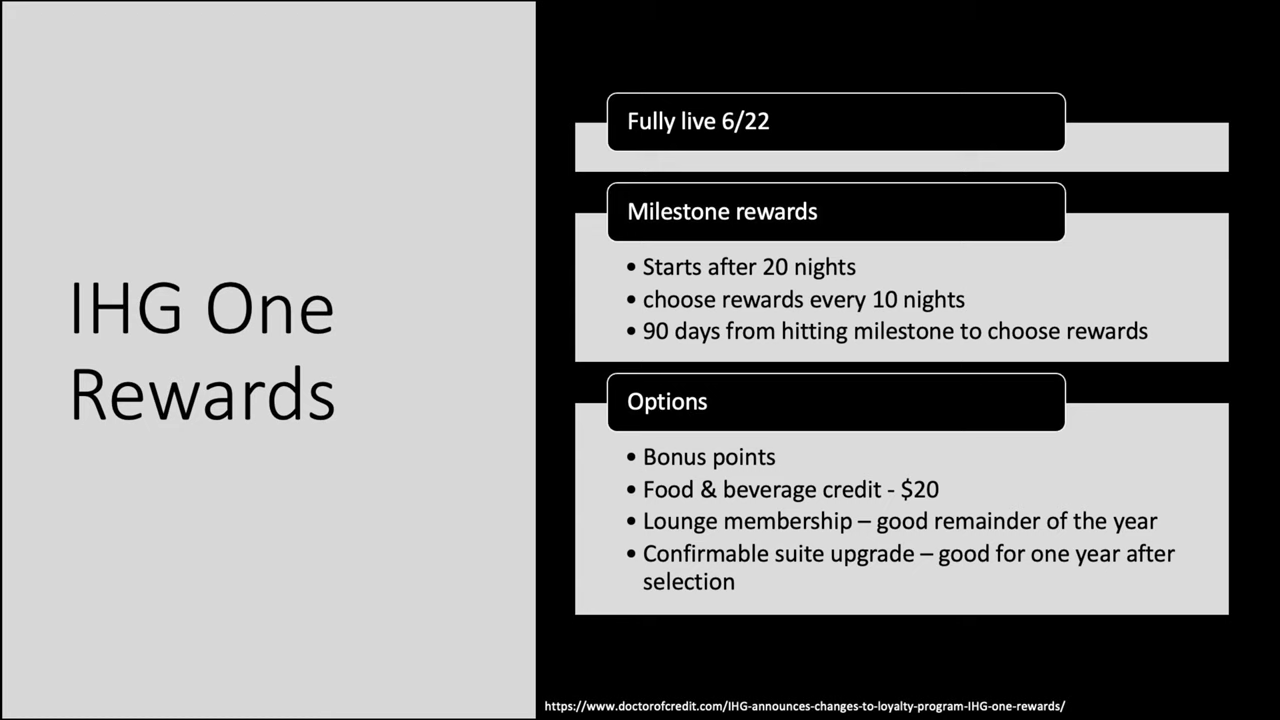 IHG One
Rewards
Fully live 6/22
Milestone rewards
• Starts after 20 nights
• choose rewards every 10 nights
• 90 days from hitting milestone to choose rewards
Options
• Bonus points
• Food & beverage credit - $20
• Lounge membership – good remainder of the year
• Confirmable suite upgrade – good for one year after
selection
https://www.doctorofcredit.com/IHG-announces-changes-to-loyalty-program-IHG-one-rewards/